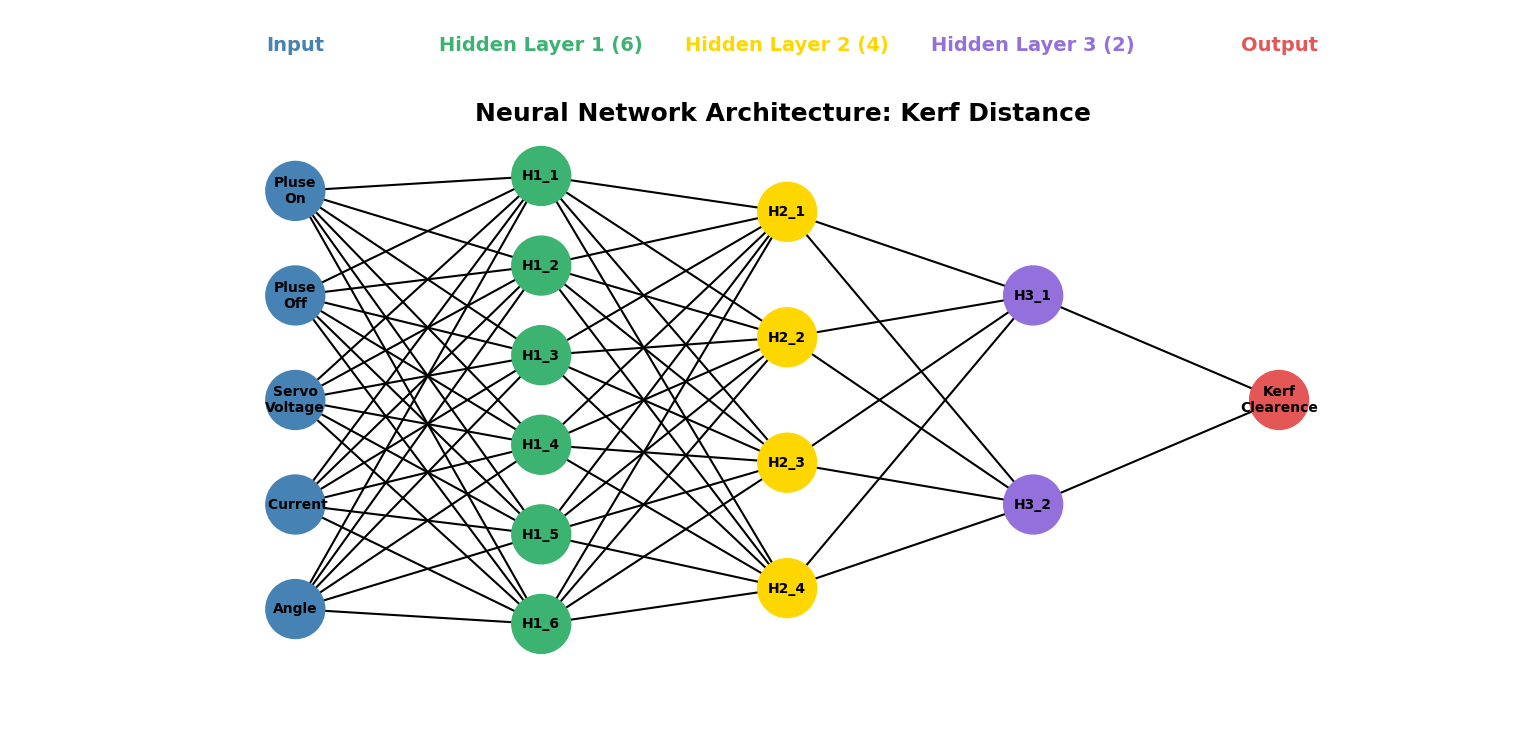 Input
Hidden Layer 1 (6)
Hidden Layer 2 (4)
Hidden Layer 3 (2)
Output
Neural Network Architecture: Kerf Distance
Pluse
On
Pluse
Off
Servo
Voltage
Current
Angle
H1_1
H1_2
H1_3
H1_4
H1_5
H1_6
H2_1
H2_2
H2_3
H2_4
H3_1
H3_2
Kerf
Clearence